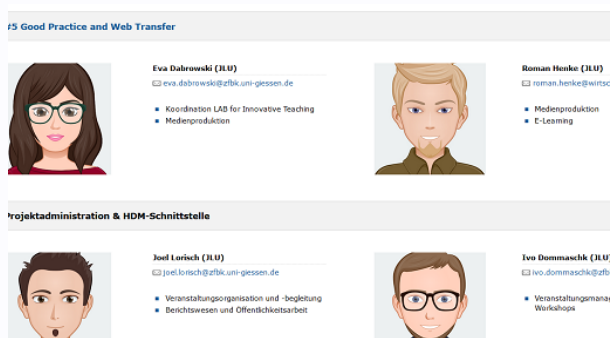 #5 Good Practice and Web Transfer
Eva Dabrowski (JLU)
eva.dabrowski@zfbk.uni-giessen.de
Koordination LAB for Innovative Teaching
Medienproduktion
Roman Henke (JLU)
roman.henke@wirtsc
Medienproduktion
E-Learning
Projektadministration & HDM-Schnittstelle
Joel Lorisch (JLU)
joel.lorisch@zfbk.uni-giessen.de
Veranstaltungsorganisation und -begleitung
Berichtswesen und Öffentlichkeitsarbeit
Ivo Dommaschk (JLU)
ivo.dommaschk@zfb
Veranstaltungsmanag
Workshops